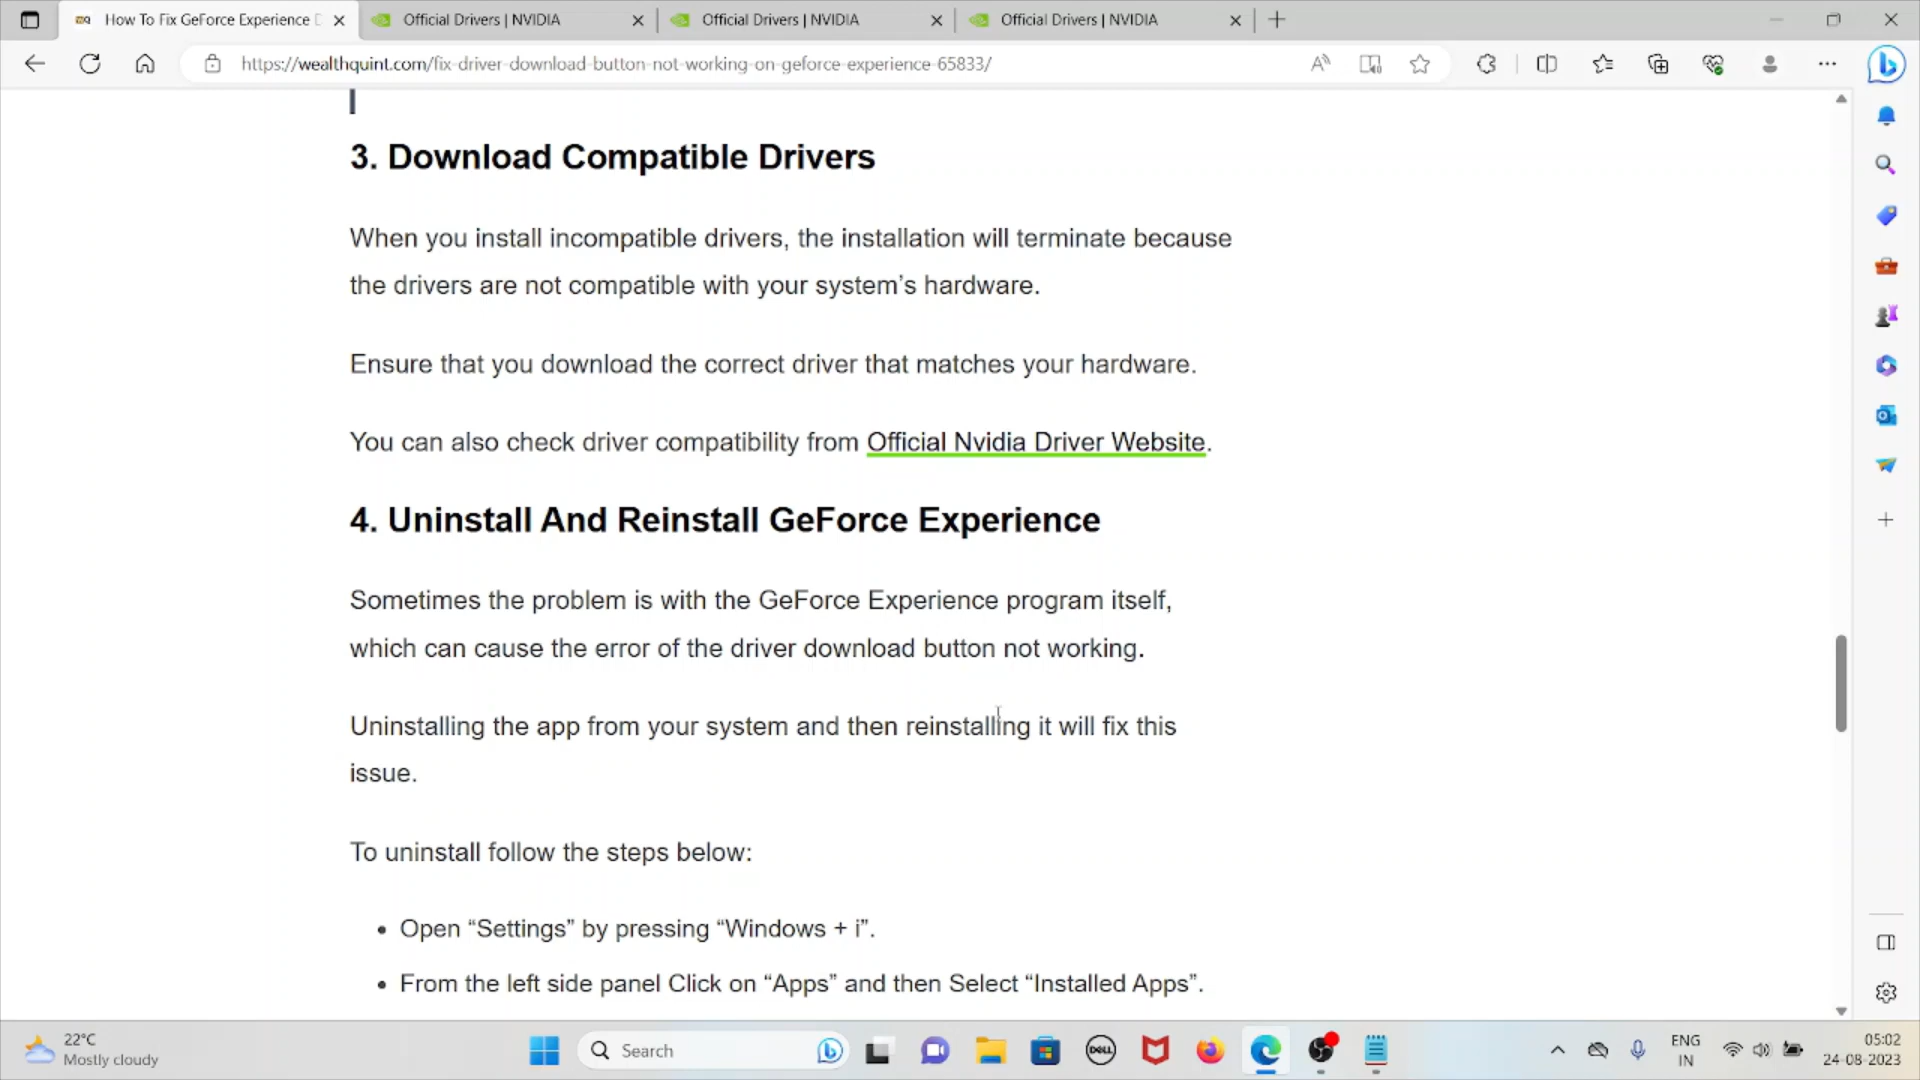 How To Fix GeForce Experience
Official Drivers | NVIDIA
Official Drivers | NVIDIA
Official Drivers | NVIDIA
https://wealthquint.com/fix-driver-download-button-not-working-on-geforce-experience-65833/
3. Download Compatible Drivers
When you install incompatible drivers, the installation will terminate because
the drivers are not compatible with your system’s hardware.
Ensure that you download the correct driver that matches your hardware.
You can also check driver compatibility from Official Nvidia Driver Website.
4. Uninstall And Reinstall GeForce Experience
Sometimes the problem is with the GeForce Experience program itself,
which can cause the error of the driver download button not working.
Uninstalling the app from your system and then reinstalling it will fix this
issue.
To uninstall follow the steps below:
• Open “Settings” by pressing “Windows + i”.
• From the left side panel Click on “Apps” and then Select “Installed Apps”.
22°C
Mostly cloudy
Search
DELL
ENG
IN
05:02
24-08-2023